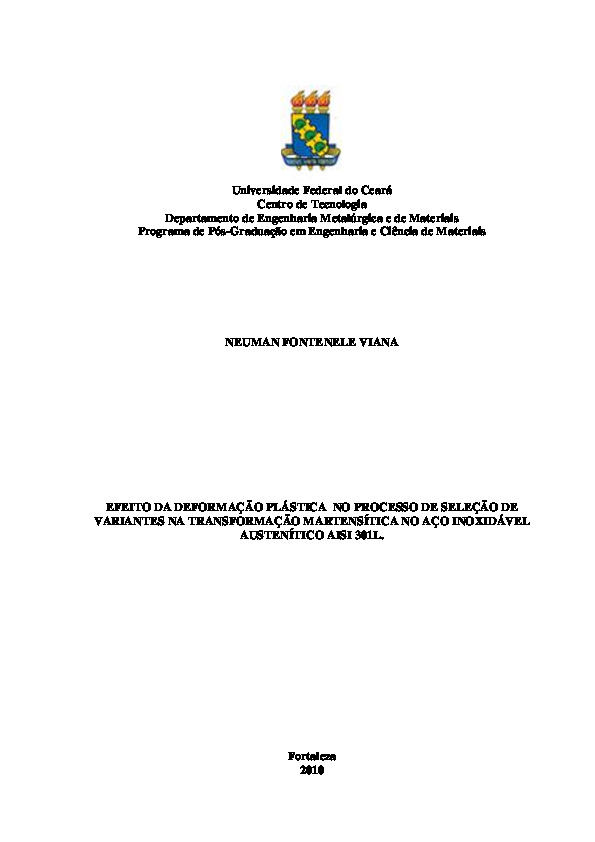 Universidade Federal do Ceará
Centro de Tecnologia
Departamento de Engenharia Metalúrgica e de Materiais
Programa de Pós-Graduação em Engenharia e Ciência de Materiais
NEUMAN FONTENELE VIANA
EFEITO DA DEFORMAÇÃO PLÁSTICA NO PROCESSO DE SELEÇÃO DE
VARIANTES NA TRANSFORMAÇÃO MARTENSÍTICA NO AÇO INOXIDÁVEL
AUSTENÍTICO AISI 301L.
Fortaleza
2010